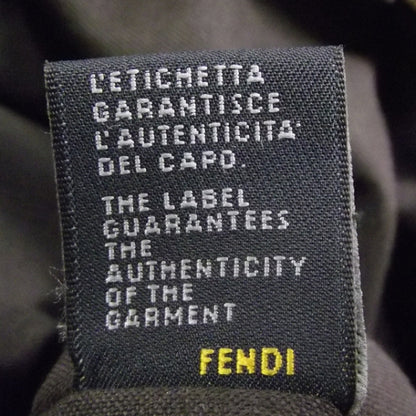 L'ETICHETTA
GARANTISCE
L'AUTENTICITA'
DEL CAPO.
THE LABEL
GUARANTEES
THE
AUTHENTICITY
OF THE
GARMENT
FENDI